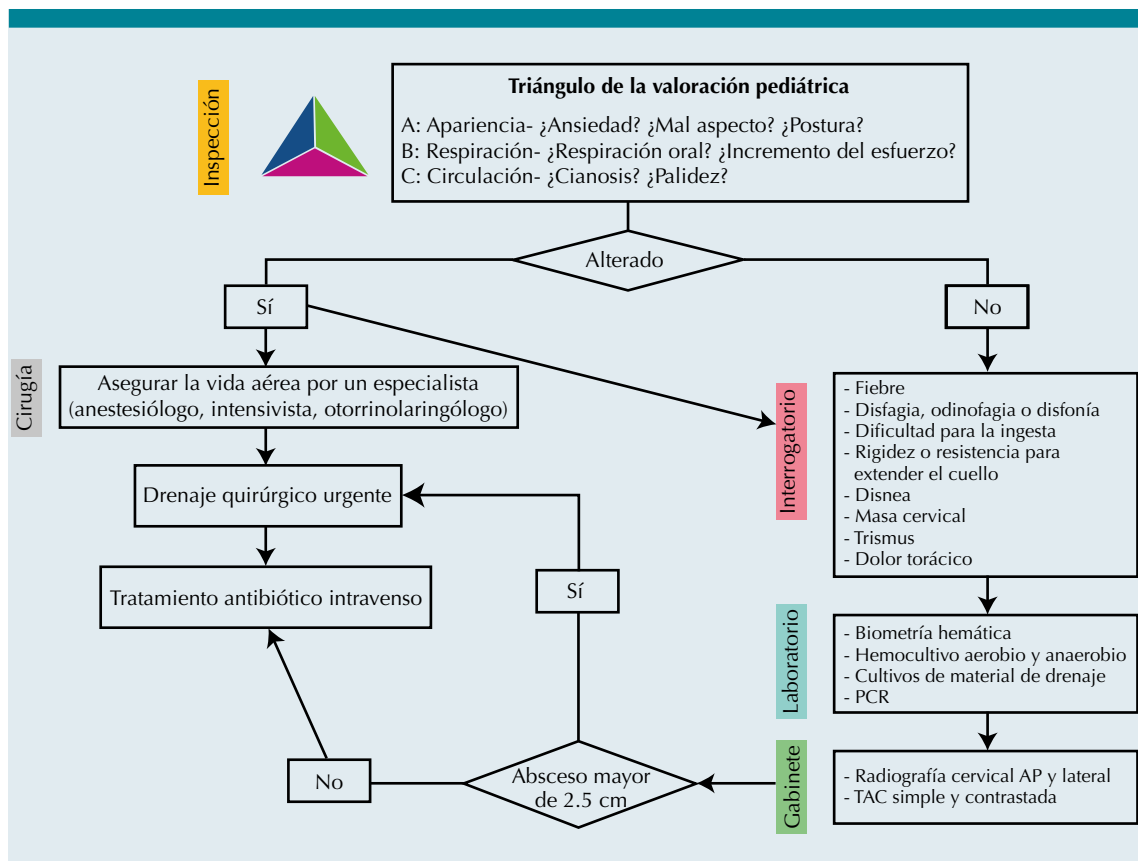 Inspección
Triángulo de la valoración pediátrica
A: Apariencia- ¿Ansiedad? ¿Mal aspecto? ¿Postura?
B: Respiración- ¿Respiración oral? ¿Incremento del esfuerzo?
C: Circulación- ¿Cianosis? ¿Palidez?
Alterado
Sí
No
Cirugía
Asegurar la vida aérea por un especialista
(anestesiólogo, intensivista, otorrinolaringólogo)
Drenaje quirúrgico urgente
Tratamiento antibiótico intravenso
Interrogatorio
- Fiebre
- Disfagia, odinofagia o disfonía
- Dificultad para la ingesta
- Rigidez o resistencia para
extender el cuello
- Disnea
- Masa cervical
- Trismus
- Dolor torácico
Sí
Laboratorio
- Biometría hemática
- Hemocultivo aerobio y anaerobio
- Cultivos de material de drenaje
- PCR
No
Absceso mayor
de 2.5 cm
Gabinete
- Radiografía cervical AP y lateral
- TAC simple y contrastada